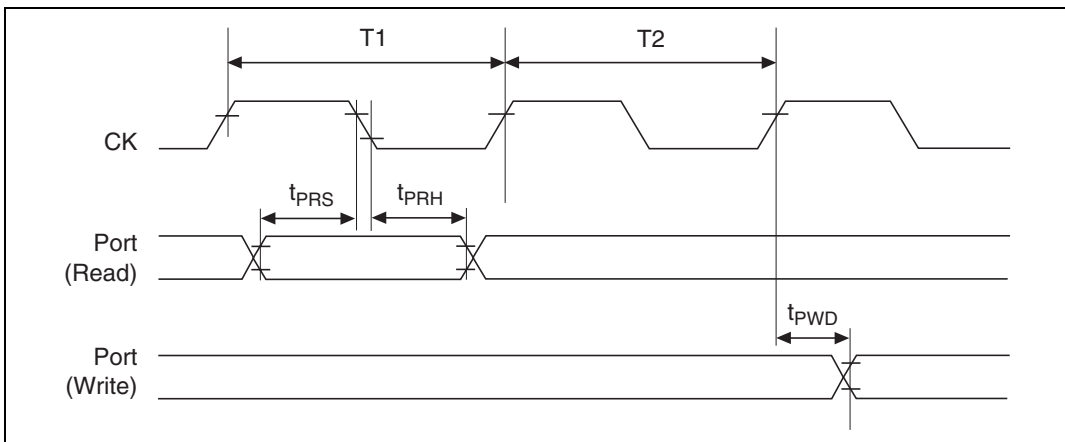 T1
T2
CK
tPRS
tPRH
Port
(Read)
tPWD
Port
(Write)